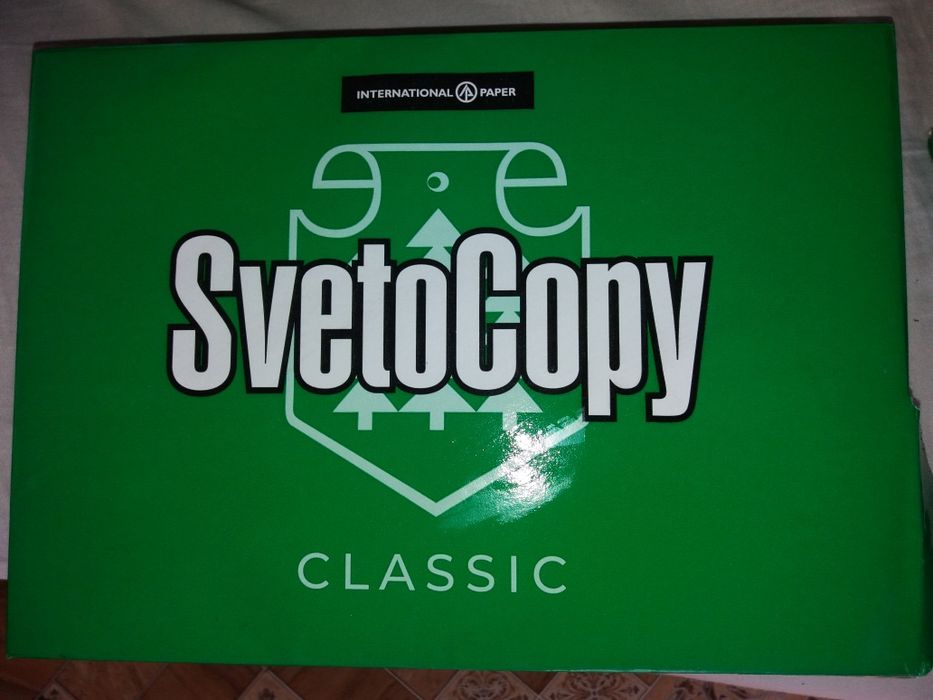 INTERNATIONAL PAPER
SvetoCopy
CLASSIC